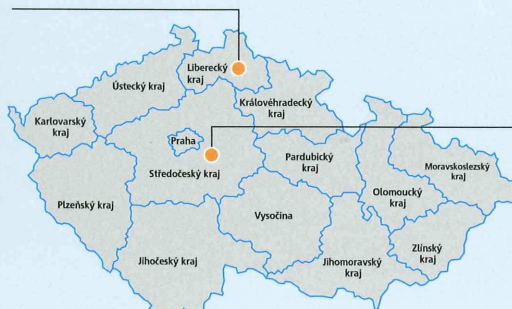 Liberecký
kraj
Ústecký kraj
Královéhradecký
kraj
Karlovarský
kraj
Praha
Středočeský kraj
Pardubický
kraj
Moravskoslezský
kraj
Olomoucký
kraj
Plzeňský kraj
Vysočina
Zlínský
kraj
Jihočeský kraj
Jihomoravský
kraj